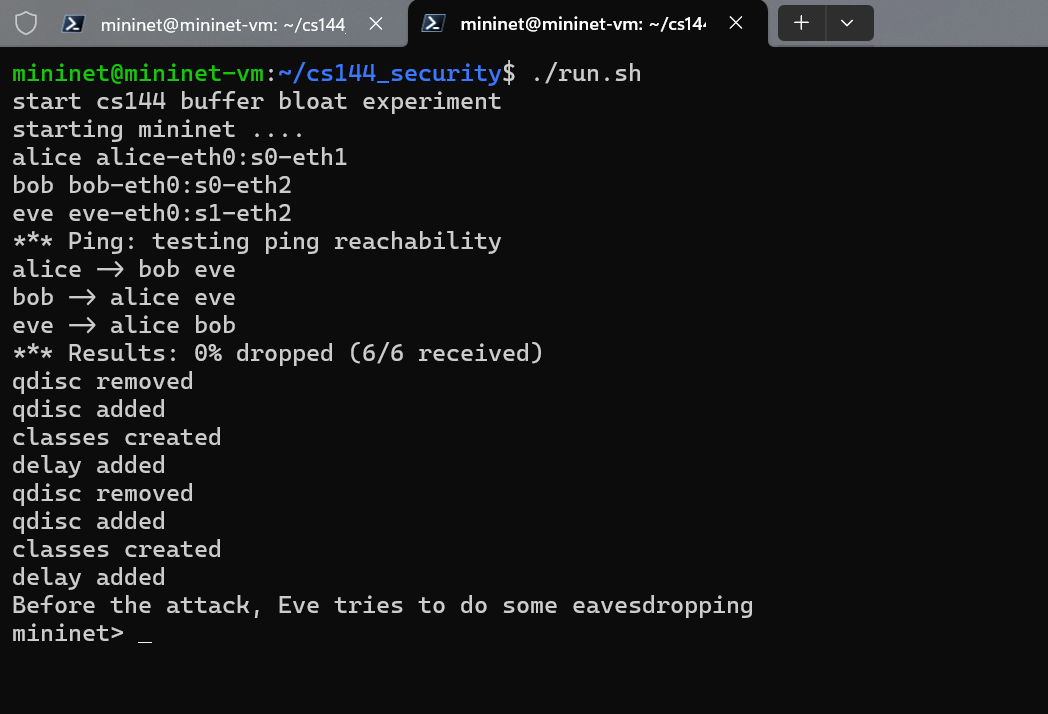 mininet@mininet-vm: ~/cs144
mininet@mininet-vm: ~/cs14
mininet@mininet-vm:~/cs144_security$ ./run.sh
start cs144 buffer bloat experiment
starting mininet ....
alice alice-eth0:s0-eth1
bob bob-eth0:s0-eth2
eve eve-eth0:s1-eth2
*** Ping: testing ping reachability
alice -> bob eve
bob -> alice eve
eve -> alice bob
*** Results: 0% dropped (6/6 received)
qdisc removed
qdisc added
classes created
delay added
qdisc removed
qdisc added
classes created
delay added
Before the attack, Eve tries to do some eavesdropping
mininet> _